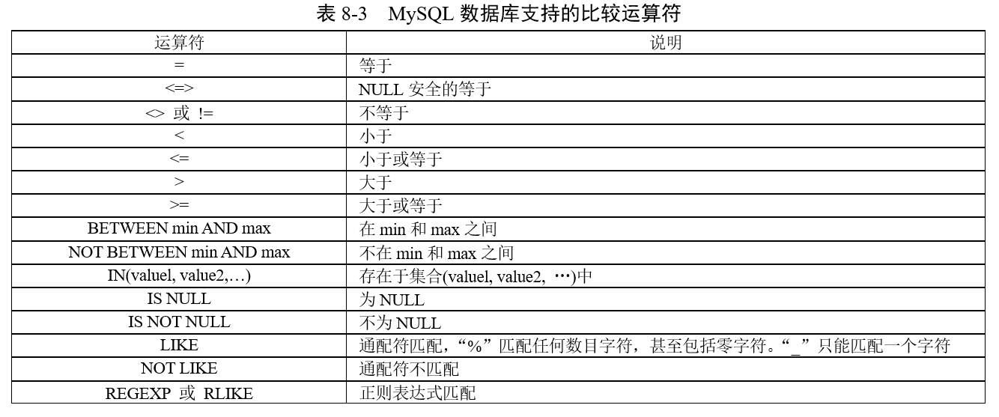 表 8-3 MySQL 数据库支持的比较运算符
运算符 说明
= 等于
<=> NULL 安全的等于
<> 或 != 不等于
< 小于
<= 小于或等于
> 大于
>= 大于或等于
BETWEEN min AND max 在 min 和 max 之间
NOT BETWEEN min AND max 不在 min 和 max 之间
IN(valuel, value2,…) 存在于集合(valuel, value2, …)中
IS NULL 为 NULL
IS NOT NULL 不为 NULL
LIKE 通配符匹配，“%”匹配任何数目字符，甚至包括零字符。“_”只能匹配一个字符
NOT LIKE 通配符不匹配
REGEXP 或 RLIKE 正则表达式匹配